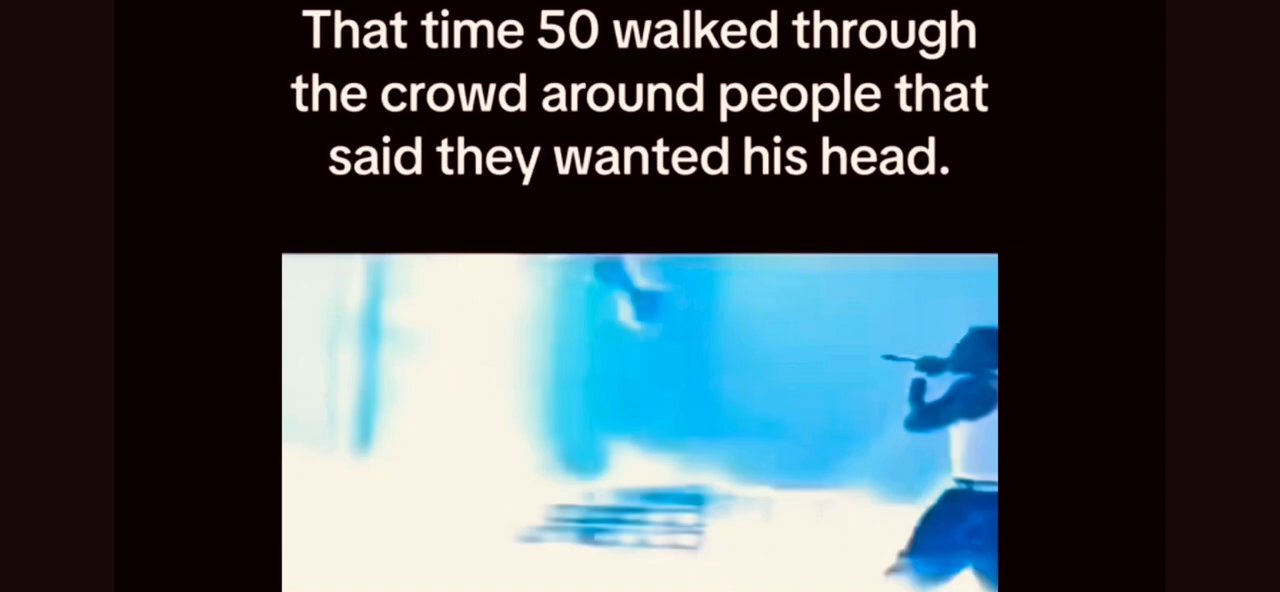 That time 50 walked through
the crowd around people that
said they wanted his head.